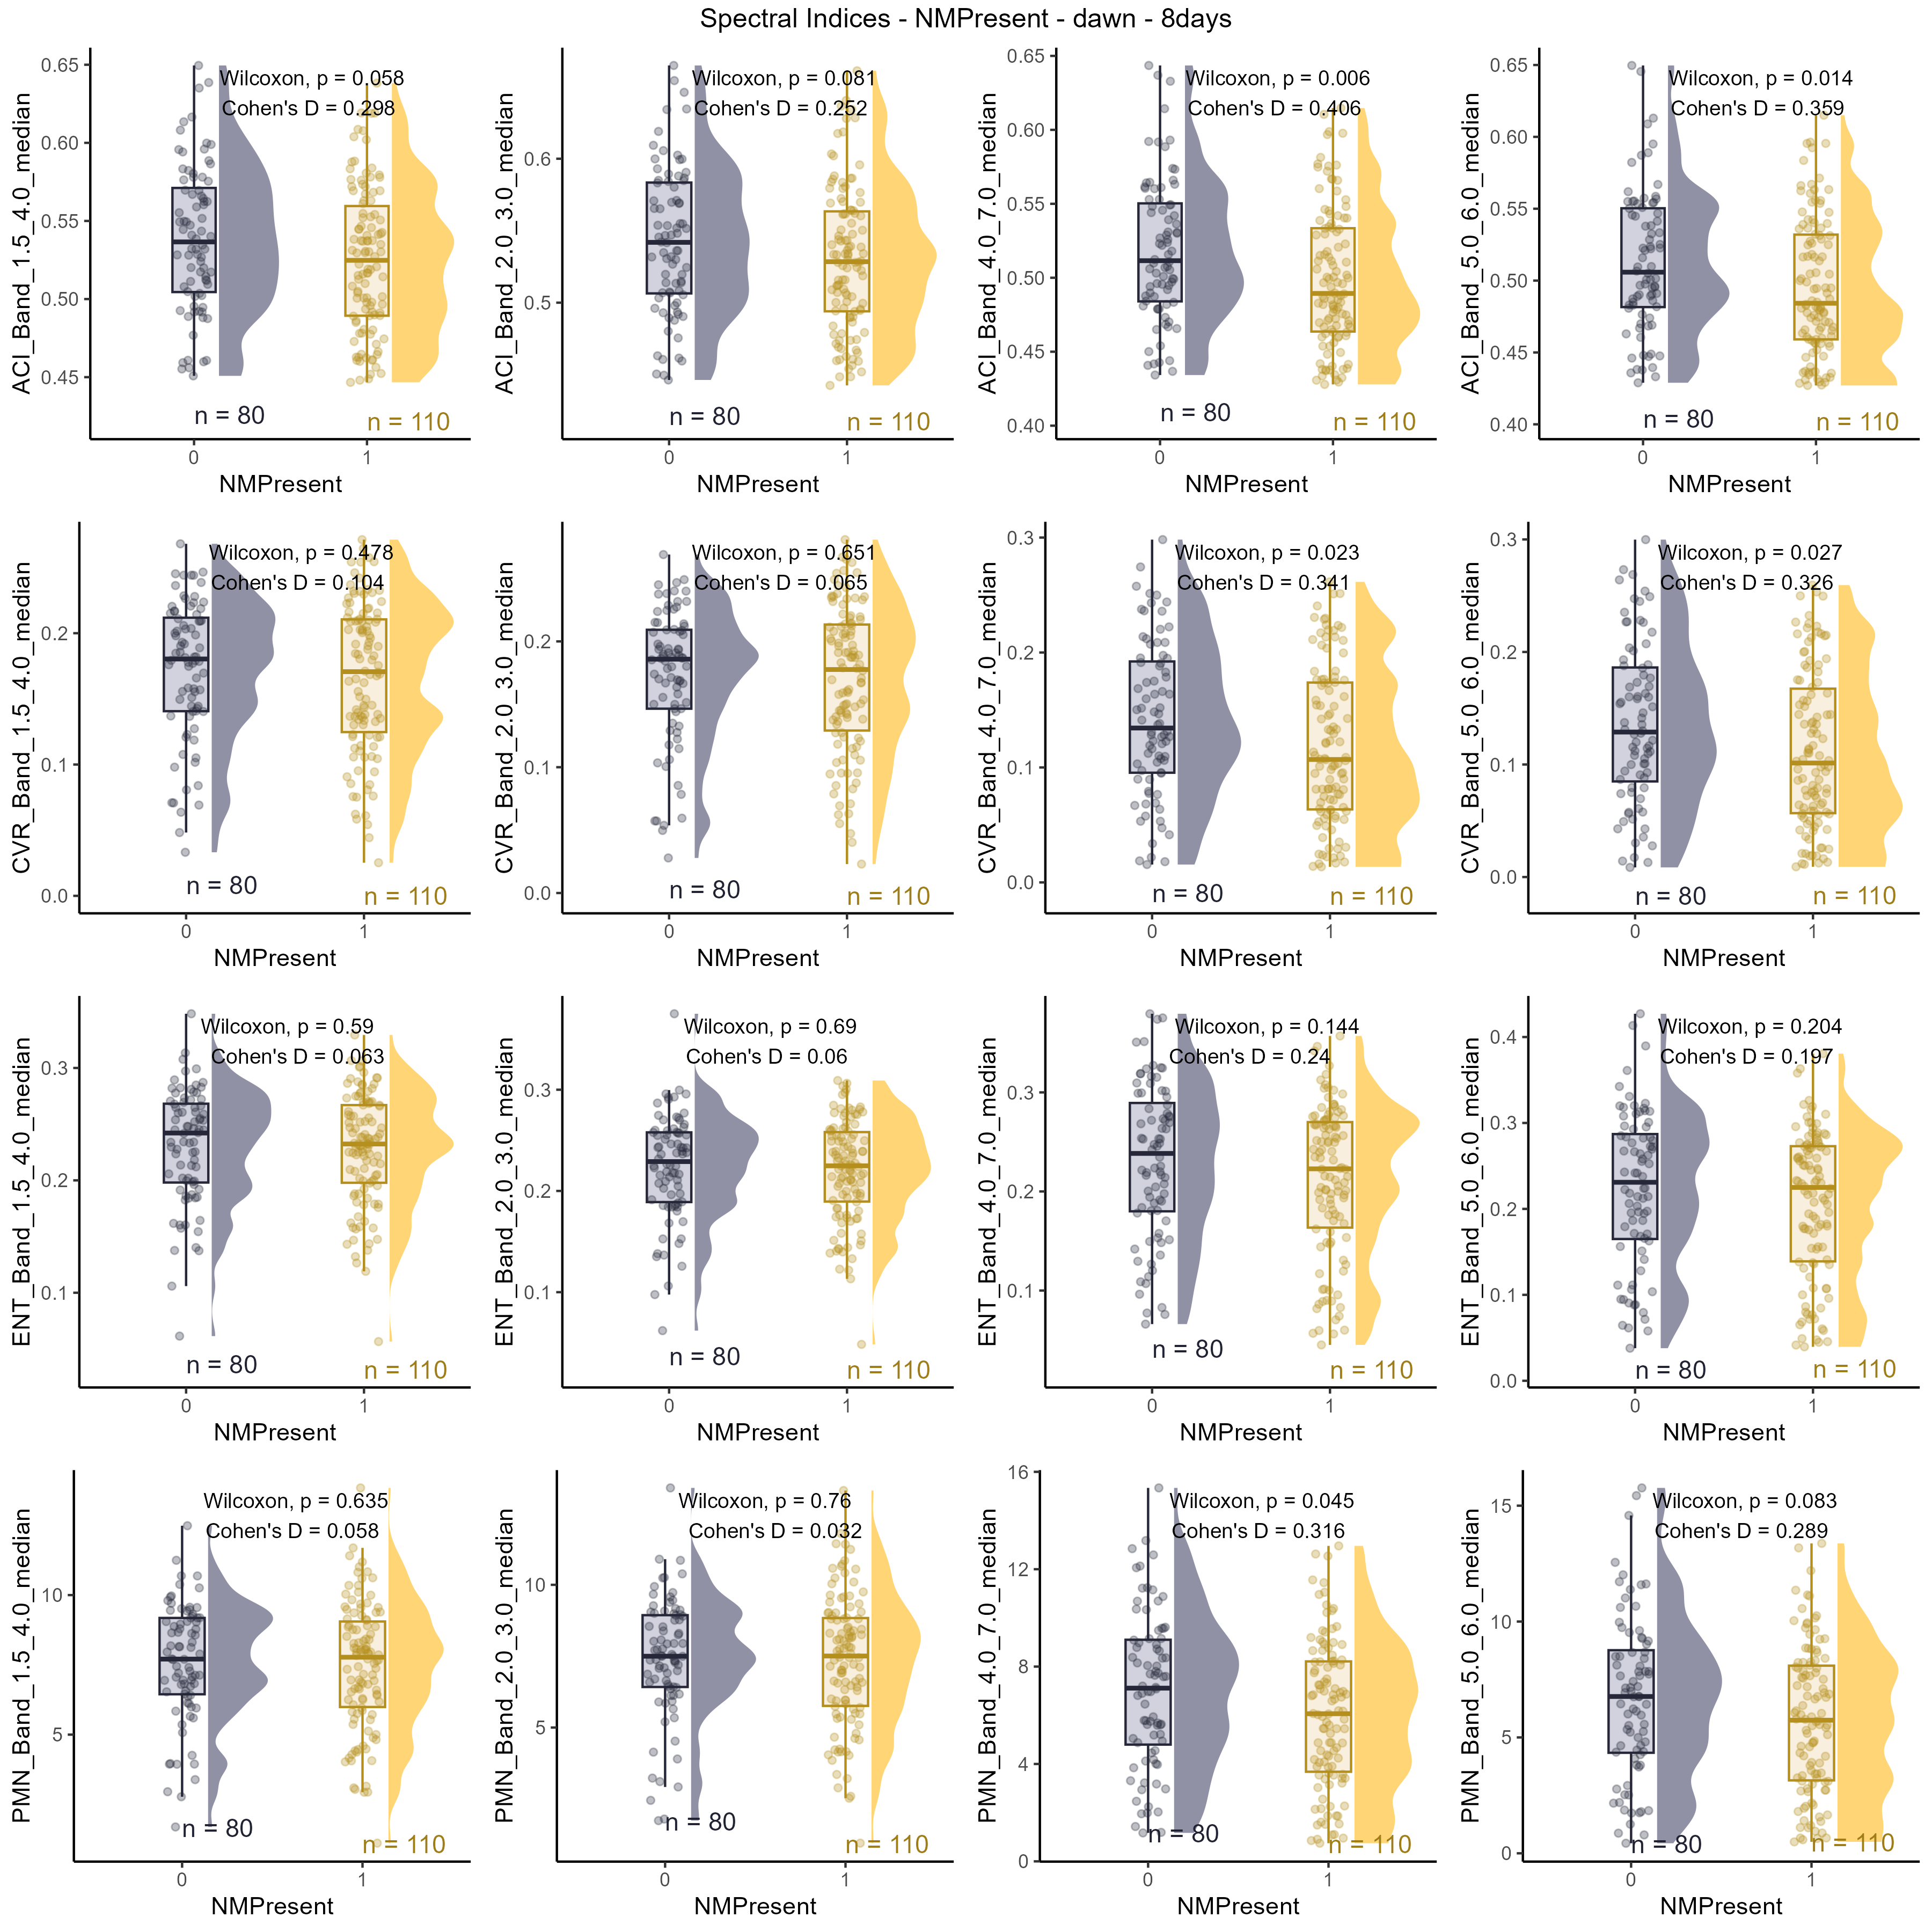 Spectral Indices - NMPresent - dawn - 8days
ACI_Band_1.5_4.0_median
0.65
0.60
0.55
0.50
0.45
Wilcoxon, p = 0.058
Cohen's D = 0.298
n = 80
n = 110
0
1
NMPresent
ACI_Band_2.0_3.0_median
0.6
0.5
Wilcoxon, p = 0.081
Cohen's D = 0.252
n = 80
n = 110
0
1
NMPresent
ACI_Band_4.0_7.0_median
0.65
0.60
0.55
0.50
0.45
0.40
Wilcoxon, p = 0.006
Cohen's D = 0.406
n = 80
n = 110
0
1
NMPresent
ACI_Band_5.0_6.0_median
0.65
0.60
0.55
0.50
0.45
0.40
Wilcoxon, p = 0.014
Cohen's D = 0.359
n = 80
n = 110
0
1
NMPresent
CVR_Band_1.5_4.0_median
0.2
0.1
0.0
Wilcoxon, p = 0.478
Cohen's D = 0.104
n = 80
n = 110
0
1
NMPresent
CVR_Band_2.0_3.0_median
0.2
0.1
0.0
Wilcoxon, p = 0.651
Cohen's D = 0.065
n = 80
n = 110
0
1
NMPresent
CVR_Band_4.0_7.0_median
0.3
0.2
0.1
0.0
Wilcoxon, p = 0.023
Cohen's D = 0.341
n = 80
n = 110
0
1
NMPresent
CVR_Band_5.0_6.0_median
0.3
0.2
0.1
0.0
Wilcoxon, p = 0.027
Cohen's D = 0.326
n = 80
n = 110
0
1
NMPresent
ENT_Band_1.5_4.0_median
0.3
0.2
0.1
Wilcoxon, p = 0.59
Cohen's D = 0.063
n = 80
n = 110
0
1
NMPresent
ENT_Band_2.0_3.0_median
0.3
0.2
0.1
Wilcoxon, p = 0.69
Cohen's D = 0.06
n = 80
n = 110
0
1
NMPresent
ENT_Band_4.0_7.0_median
0.3
0.2
0.1
Wilcoxon, p = 0.144
Cohen's D = 0.24
n = 80
n = 110
0
1
NMPresent
ENT_Band_5.0_6.0_median
0.4
0.3
0.2
0.1
0.0
Wilcoxon, p = 0.204
Cohen's D = 0.197
n = 80
n = 110
0
1
NMPresent
PMN_Band_1.5_4.0_median
10
5
Wilcoxon, p = 0.635
Cohen's D = 0.058
n = 80
n = 110
0
1
NMPresent
PMN_Band_2.0_3.0_median
10
5
Wilcoxon, p = 0.76
Cohen's D = 0.032
n = 80
n = 110
0
1
NMPresent
PMN_Band_4.0_7.0_median
16
12
8
4
0
Wilcoxon, p = 0.045
Cohen's D = 0.316
n = 80
n = 110
0
1
NMPresent
PMN_Band_5.0_6.0_median
15
10
5
0
Wilcoxon, p = 0.083
Cohen's D = 0.289
n = 80
n = 110
0
1
NMPresent